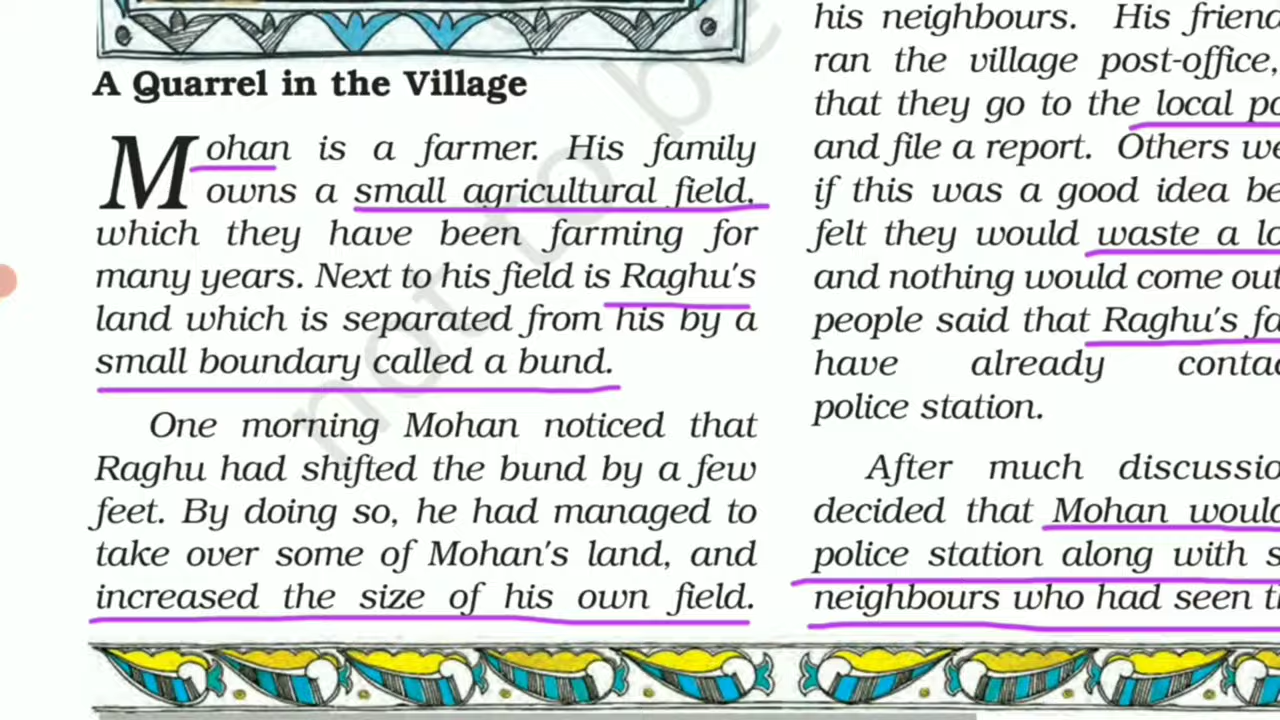 A Quarrel in the Village
Mohan is a farmer. His family
owns a small agricultural field,
which they have been farming for
many years. Next to his field is Raghu's
land which is separated from his by a
small boundary called a bund.
One morning Mohan noticed that
Raghu had shifted the bund by a few
feet. By doing so, he had managed to
take over some of Mohan's land, and
increased the size of his own field.
his neighbours. His
ran the village post-office,
that they go to the local
and file a report. Others
if this was a good idea
felt they would waste a
and nothing would come out
people said that Raghu's
have already
police station.
After much
decided that Mohan
police station along with
neighbours who had seen
not to be